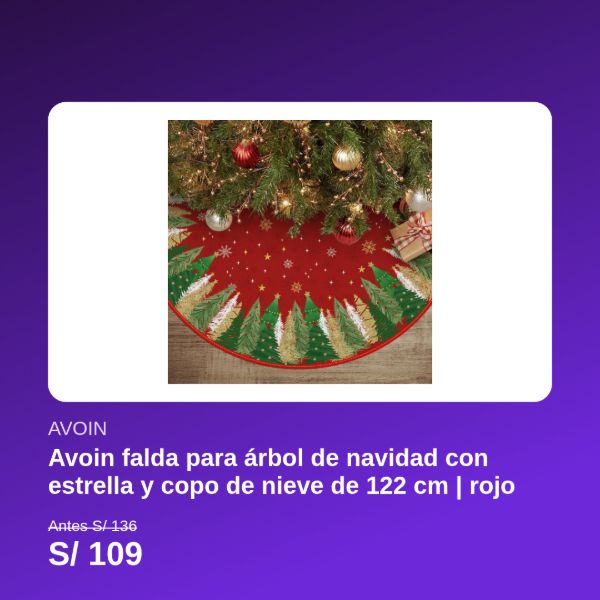 AVOIN
Avoin falda para árbol de navidad con
estrella y copo de nieve de 122 cm | rojo
Antes S/ 136
S/ 109